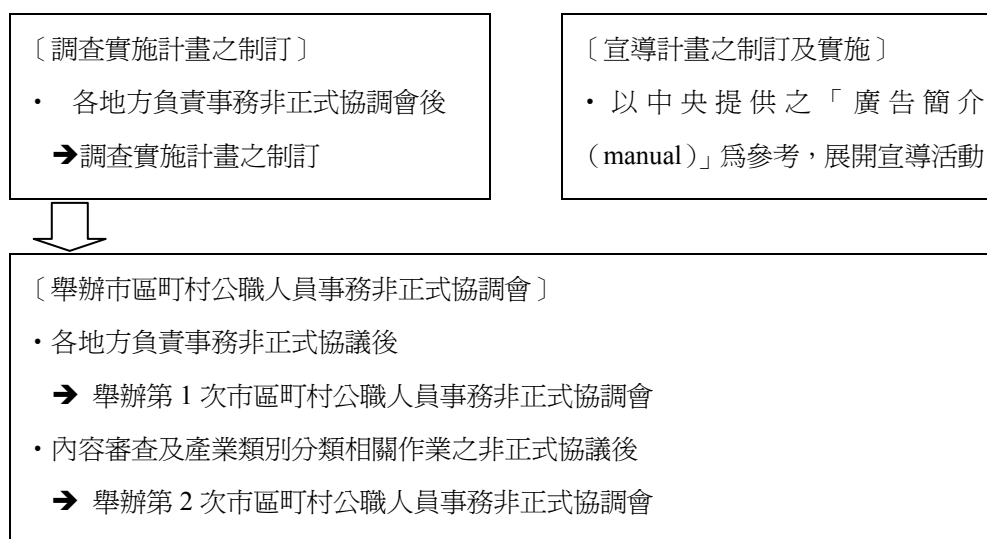 〔調查實施計畫之制訂〕
・ 各地方負責事務非正式協調會後
➔調查實施計畫之制訂
〔宣導計畫之制訂及實施〕
・以中央提供之「廣告簡介
（manual）」為參考，展開宣導活動
〔舉辦市區町村公職人員事務非正式協調會〕
・各地方負責事務非正式協議後
➔ 舉辦第 1 次市區町村公職人員事務非正式協調會
・內容審查及產業類別分類相關作業之非正式協議後
➔ 舉辦第 2 次市區町村公職人員事務非正式協調會